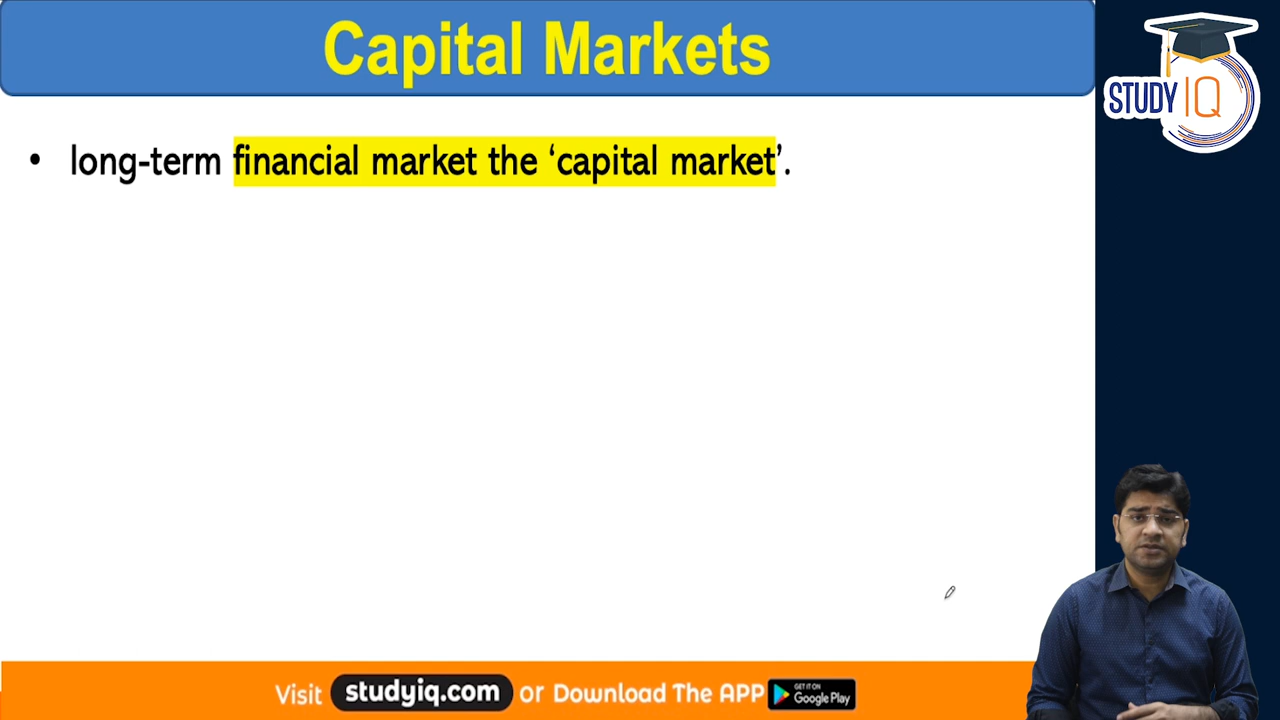 Capital Markets
STUDY IQ
• long-term financial market the ‘capital market’.
Visit studyiq.com or Download The APP GET IT ON Google Play